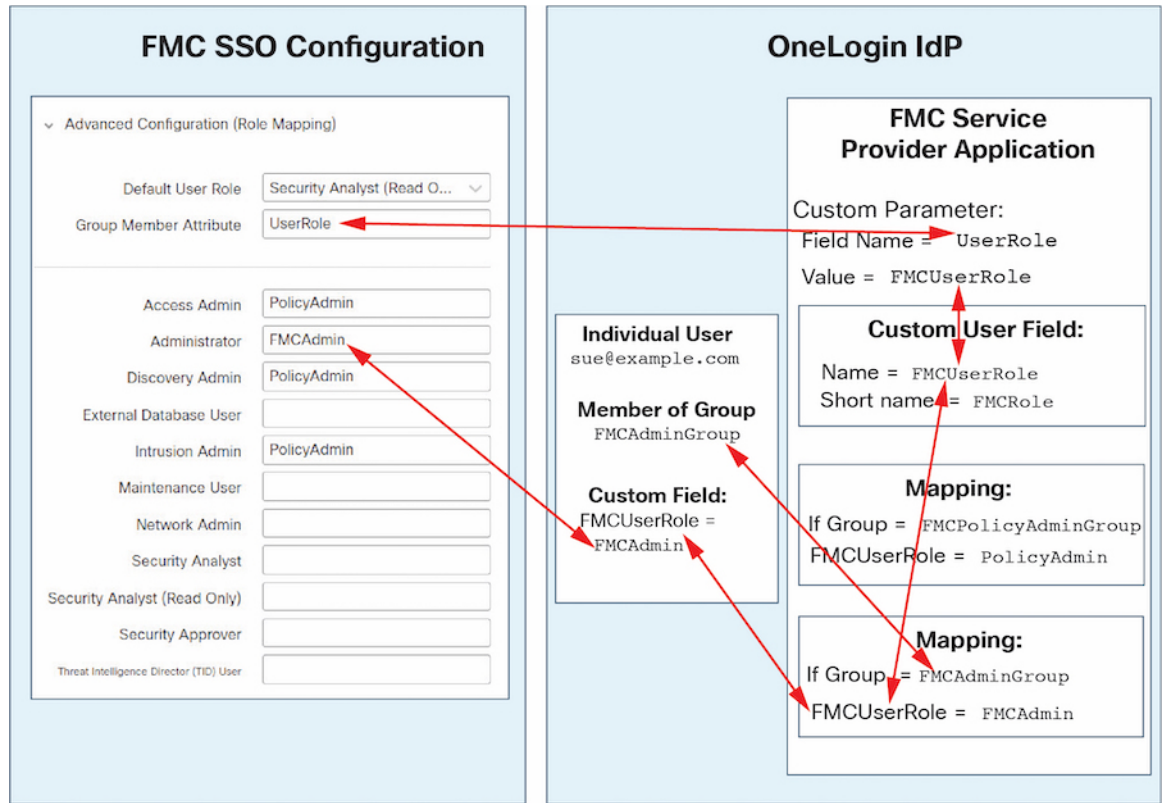 FMC SSO Configuration
Advanced Configuration (Role Mapping)
Default User Role Security Analyst (Read O...
Group Member Attribute UserRole
Access Admin PolicyAdmin
Administrator FMCAdmin
Discovery Admin PolicyAdmin
External Database User
Intrusion Admin PolicyAdmin
Maintenance User
Network Admin
Security Analyst
Security Analyst (Read Only)
Security Approver
Threat Intelligence Director (TID) User
OneLogin IdP
Individual User
sue@example.com
Member of Group
FMCAdminGroup
Custom Field:
FMCUserRole =
FMCAdmin
FMC Service
Provider Application
Custom Parameter:
Field Name = UserRole
Value = FMCUserRole
Custom User Field:
Name = FMCUserRole
Short name = FMCRole
Mapping:
If Group = FMCPolicyAdminGroup
FMCUserRole = PolicyAdmin
Mapping:
If Group = FMCAdminGroup
FMCUserRole = FMCAdmin